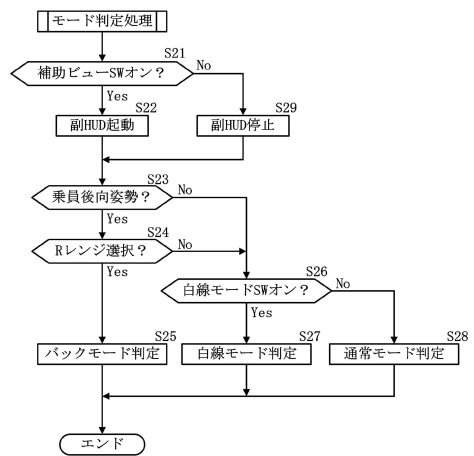 モード判定処理
S21
補助ビューSWオン?
No
Yes
S22
S29
副HUD起動
副HUD停止
S23
乗員後向姿勢?
No
Yes
S24
Rレンジ選択?
No
Yes
S26
白線モードSWオン?
No
Yes
S25
S27
S28
バックモード判定
白線モード判定
通常モード判定
エンド